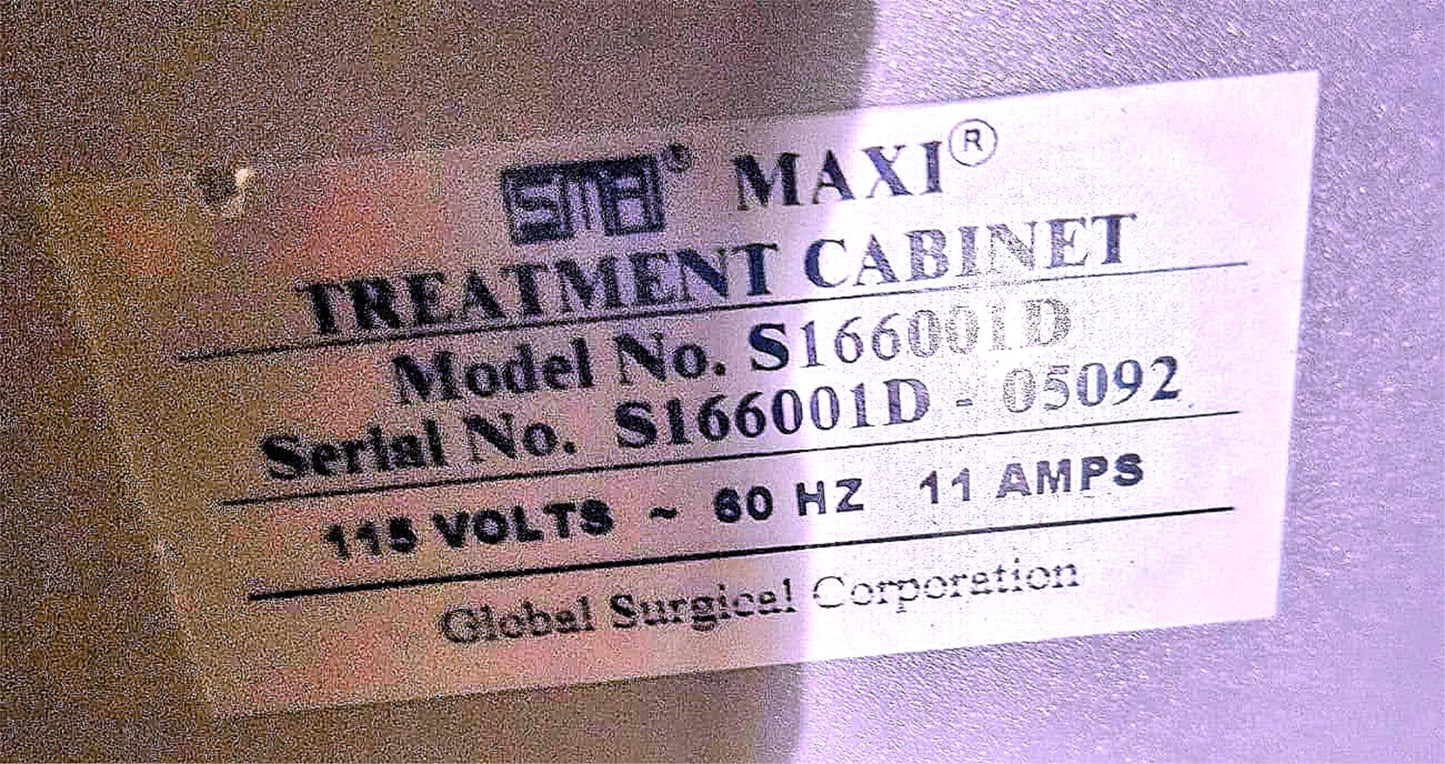 SMR® MAXI®
TREATMENT CABINET
Model No. S166001D
Serial No. S166001D - 05092
115 VOLTS ~ 60 HZ 11 AMPS
Global Surgical Corporation